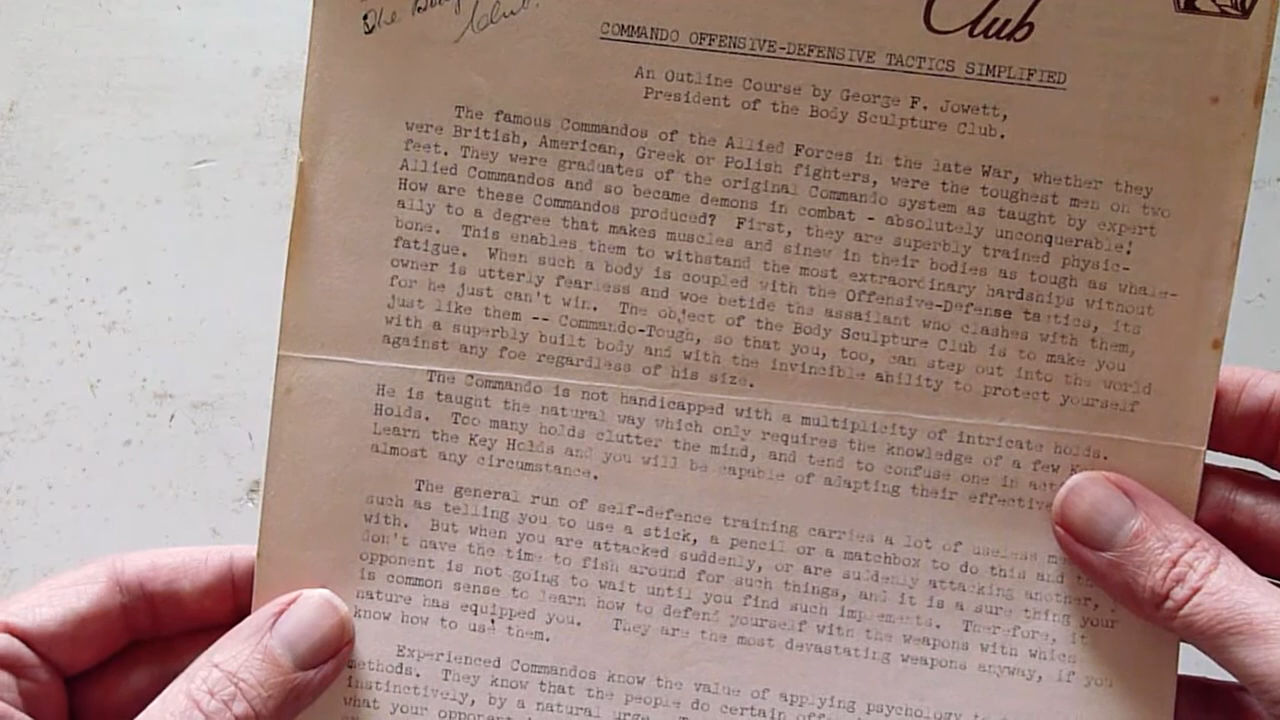 The Body
Club.
Club
COMMANDO OFFENSIVE-DEFENSIVE TACTICS SIMPLIFIED
An Outline Course by George F. Jowett,
President of the Body Sculpture Club.
The famous Commandos of the Allied Forces in the late War, whether they
were British, American, Greek or Polish fighters, were the toughest men on two
feet. They were graduates of the original Commando system as taught by expert
Allied Commandos and so became demons in combat - absolutely unconquerable!
How are these Commandos produced? First, they are superbly trained physic-
ally to a degree that makes muscles and sinew in their bodies as tough as whale-
bone. This enables them to withstand the most extraordinary hardships without
fatigue. When such a body is coupled with the Offensive-Defense tactics, its
owner is utterly fearless and woe betide the assailant who clashes with them,
for he just can't win. The object of the Body Sculpture Club is to make you
just like them -- Commando-Tough, so that you, too, can step out into the world
with a superbly built body and with the invincible ability to protect yourself
against any foe regardless of his size.
The Commando is not handicapped with a multiplicity of intricate holds.
He is taught the natural way which only requires the knowledge of a few
Holds. Too many holds clutter the mind, and tend to confuse one in
Learn the Key Holds and you will be capable of adapting their
almost any circumstance.
The general run of self-defence training carries a lot of useless
such as telling you to use a stick, a pencil or a matchbox to do this and
with. But when you are attacked suddenly, or are suddenly attacking another,
don't have the time to fish around for such things, and it is a sure thing your
opponent is not going to wait until you find such implements. Therefore, it
is common sense to learn how to defend yourself with the weapons with which
nature has equipped you. They are the most devastating weapons anyway, if you
know how to use them.
Experienced Commandos know the value of applying psychology
methods. They know that the people do certain
instinctively, by a natural urge.
what your opponent